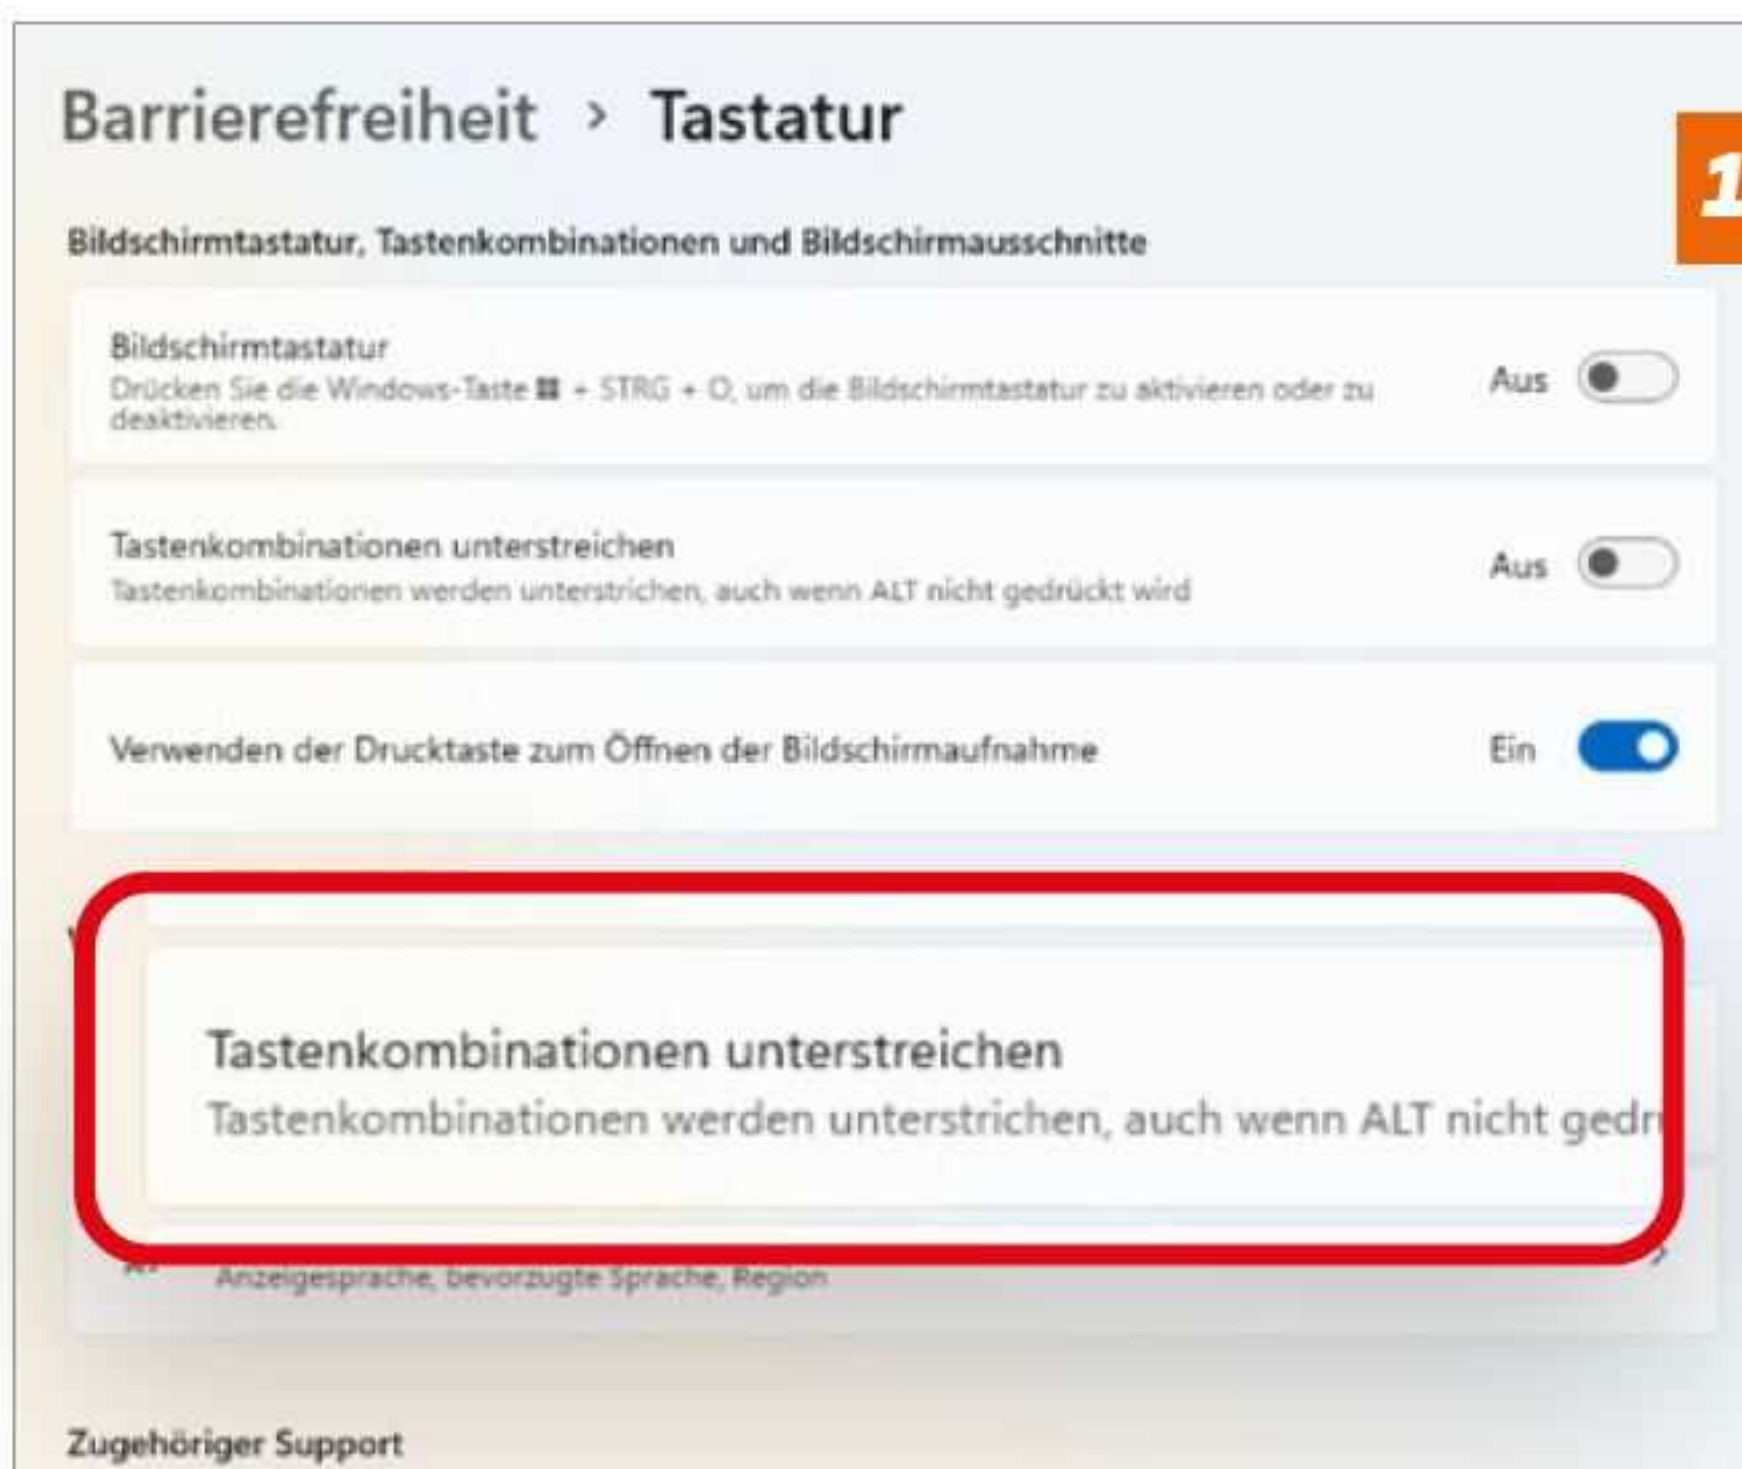 Barrierefreiheit > Tastatur
1
Bildschirmtastatur, Tastenkombinationen und Bildschirmausschnitte
Bildschirmtastatur
Drücken Sie die Windows-Taste + STRG + O, um die Bildschirmtastatur zu aktivieren oder zu
deaktivieren.
Aus
Tastenkombinationen unterstreichen
Tastenkombinationen werden unterstrichen, auch wenn ALT nicht gedrückt wird
Aus
Verwenden der Drucktaste zum Öffnen der Bildschirmaufnahme
Ein
Tastenkombinationen unterstreichen
Tastenkombinationen werden unterstrichen, auch wenn ALT nicht gedr
Anzeigesprache, bevorzugte Sprache, Region
Zugehöriger Support